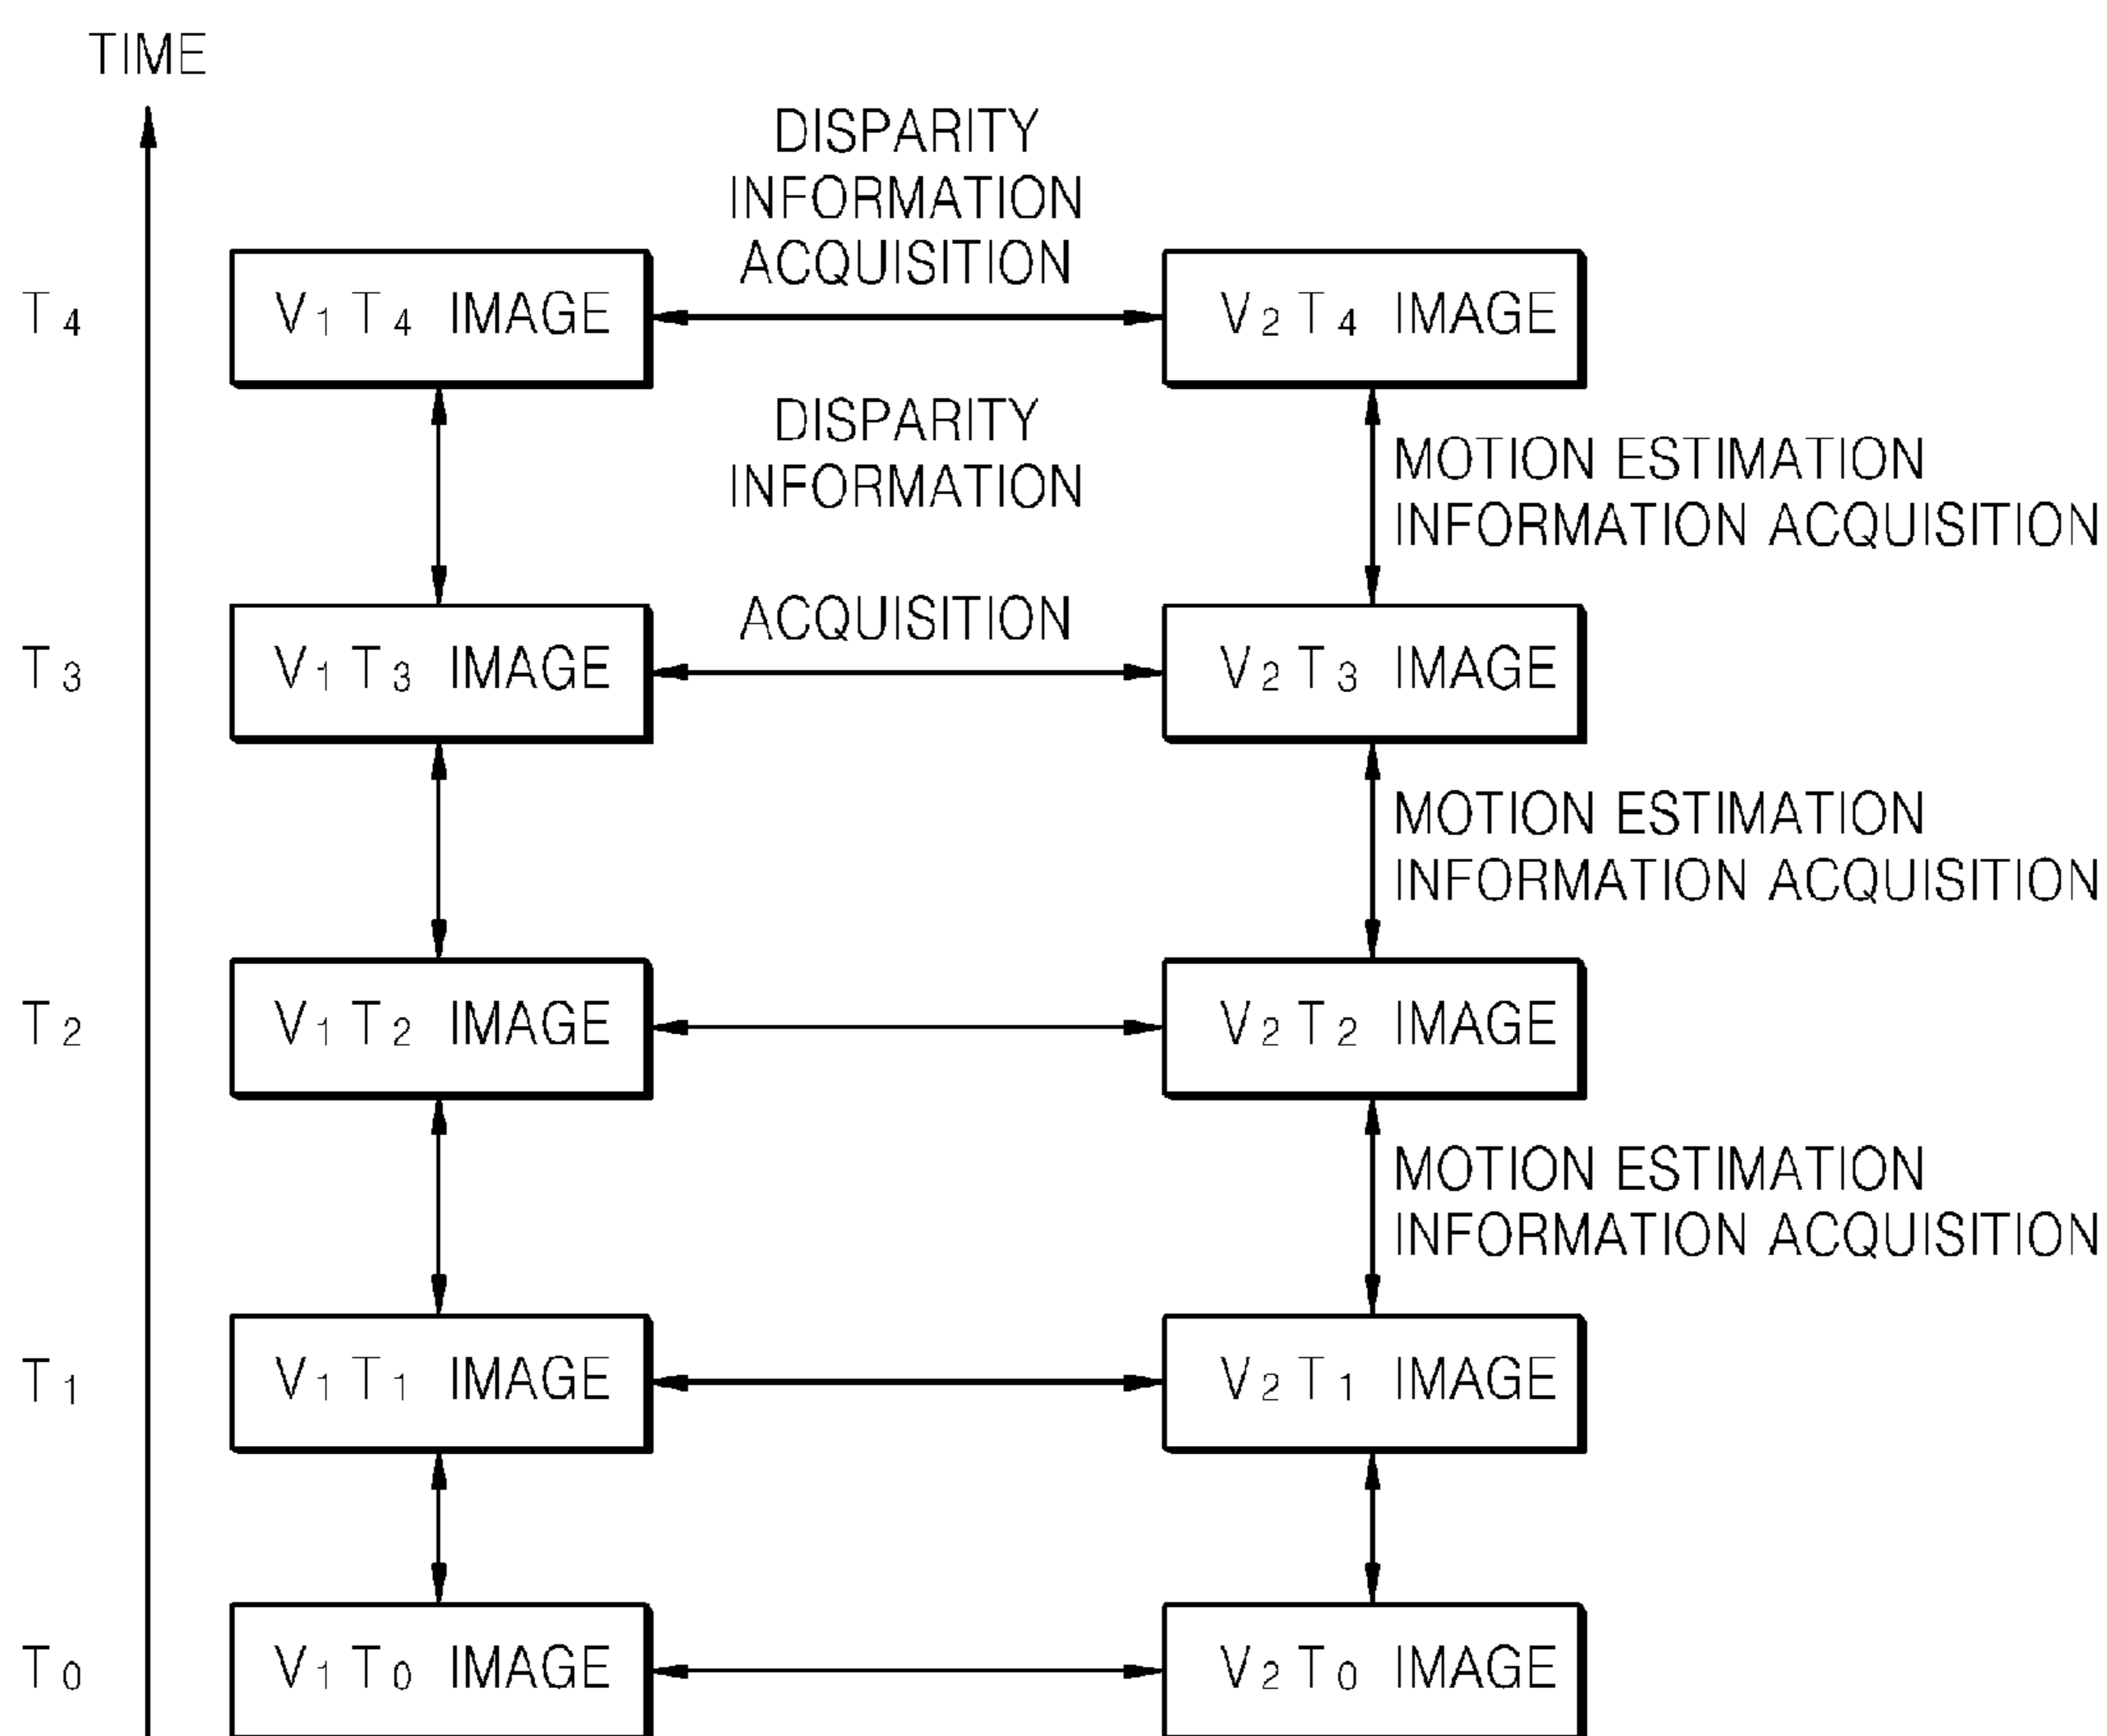 TIME
DISPARITY
INFORMATION
ACQUISITION
T4
V1 T4 IMAGE
V2 T4 IMAGE
DISPARITY
INFORMATION
MOTION ESTIMATION
INFORMATION ACQUISITION
ACQUISITION
T3
V1 T3 IMAGE
V2 T3 IMAGE
MOTION ESTIMATION
INFORMATION ACQUISITION
T2
V1 T2 IMAGE
V2 T2 IMAGE
MOTION ESTIMATION
INFORMATION ACQUISITION
T1
V1 T1 IMAGE
V2 T1 IMAGE
T0
V1 T0 IMAGE
V2 T0 IMAGE